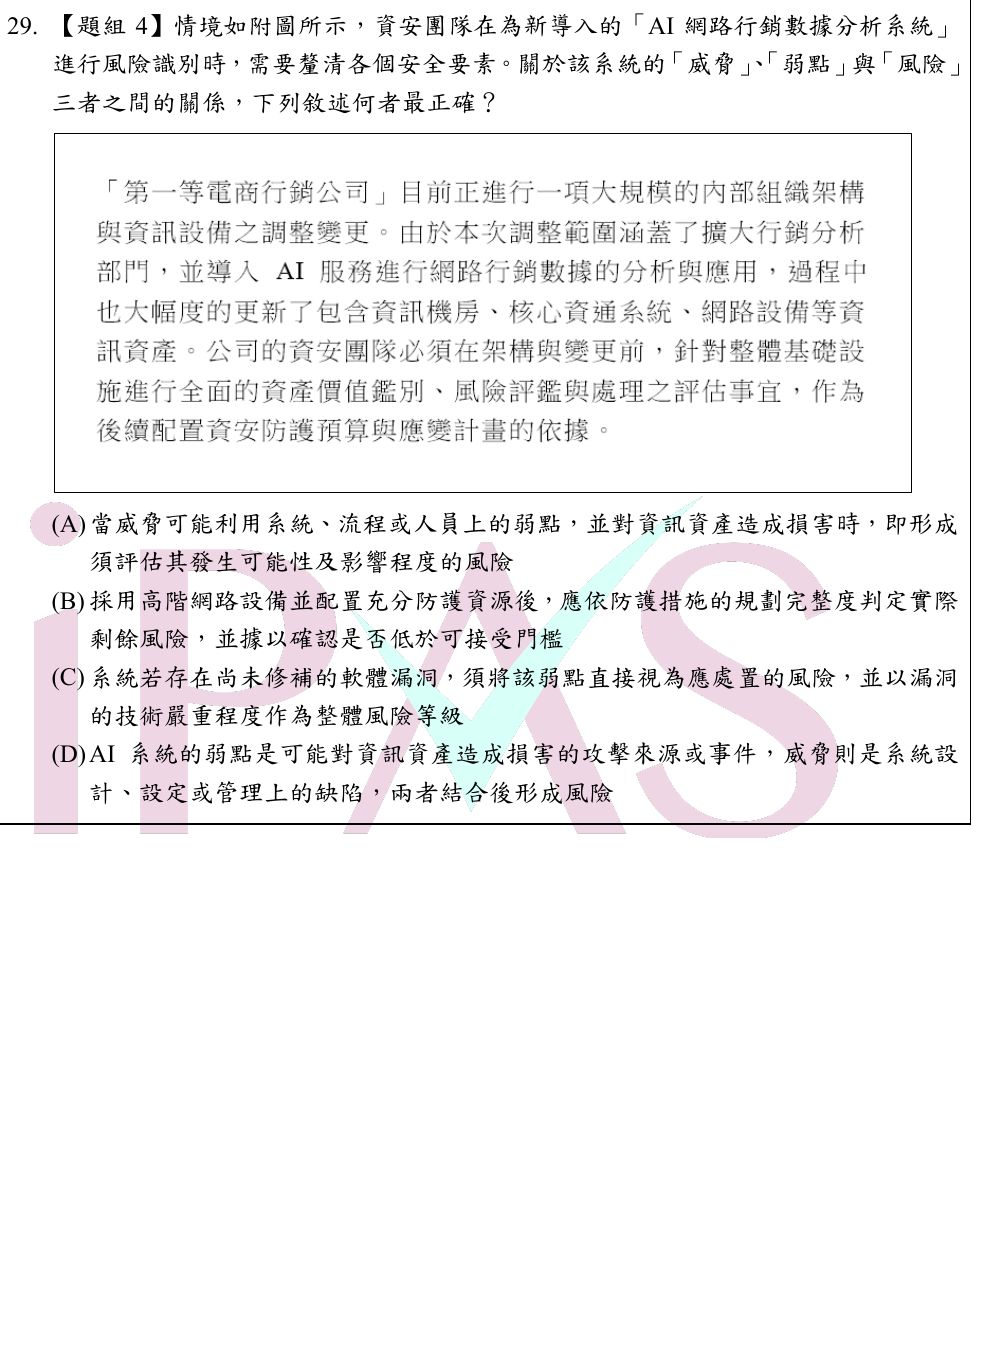 29. 【題組 4】情境如附圖所示，資安團隊在為新導入的「AI 網路行銷數據分析系統」
進行風險識別時，需要釐清各個安全要素。關於該系統的「威脅」、「弱點」與「風險」
三者之間的關係，下列敘述何者最正確？
「第一等電商行銷公司」目前正進行一項大規模的內部組織架構
與資訊設備之調整變更。由於本次調整範圍涵蓋了擴大行銷分析
部門，並導入 AI 服務進行網路行銷數據的分析與應用，過程中
也大幅度的更新了包含資訊機房、核心資通系統、網路設備等資
訊資產。公司的資安團隊必須在架構與變更前，針對整體基礎設
施進行全面的資產價值鑑別、風險評鑑與處理之評估事宜，作為
後續配置資安防護預算與應變計畫的依據。
(A)當威脅可能利用系統、流程或人員上的弱點，並對資訊資產造成損害時，即形成
須評估其發生可能性及影響程度的風險
(B)採用高階網路設備並配置充分防護資源後，應依防護措施的規劃完整度判定實際
剩餘風險，並據以確認是否低於可接受門檻
(C)系統若存在尚未修補的軟體漏洞，須將該弱點直接視為應處置的風險，並以漏洞
的技術嚴重程度作為整體風險等級
(D)AI 系統的弱點是可能對資訊資產造成損害的攻擊來源或事件，威脅則是系統設
計、設定或管理上的缺陷，兩者結合後形成風險
iPAS